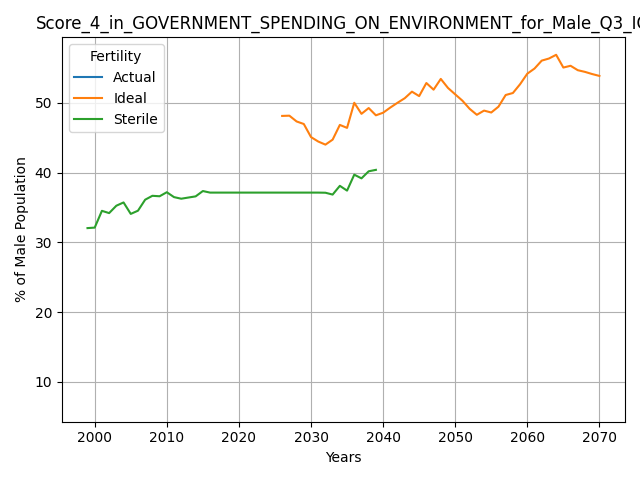 Score_4_in_GOVERNMENT_SPENDING_ON_ENVIRONMENT_for_Male_Q3_IC
Fertility
Actual
Ideal
Sterile
% of Male Population
50
40
30
20
10
2000 2010 2020 2030 2040 2050 2060 2070
Years